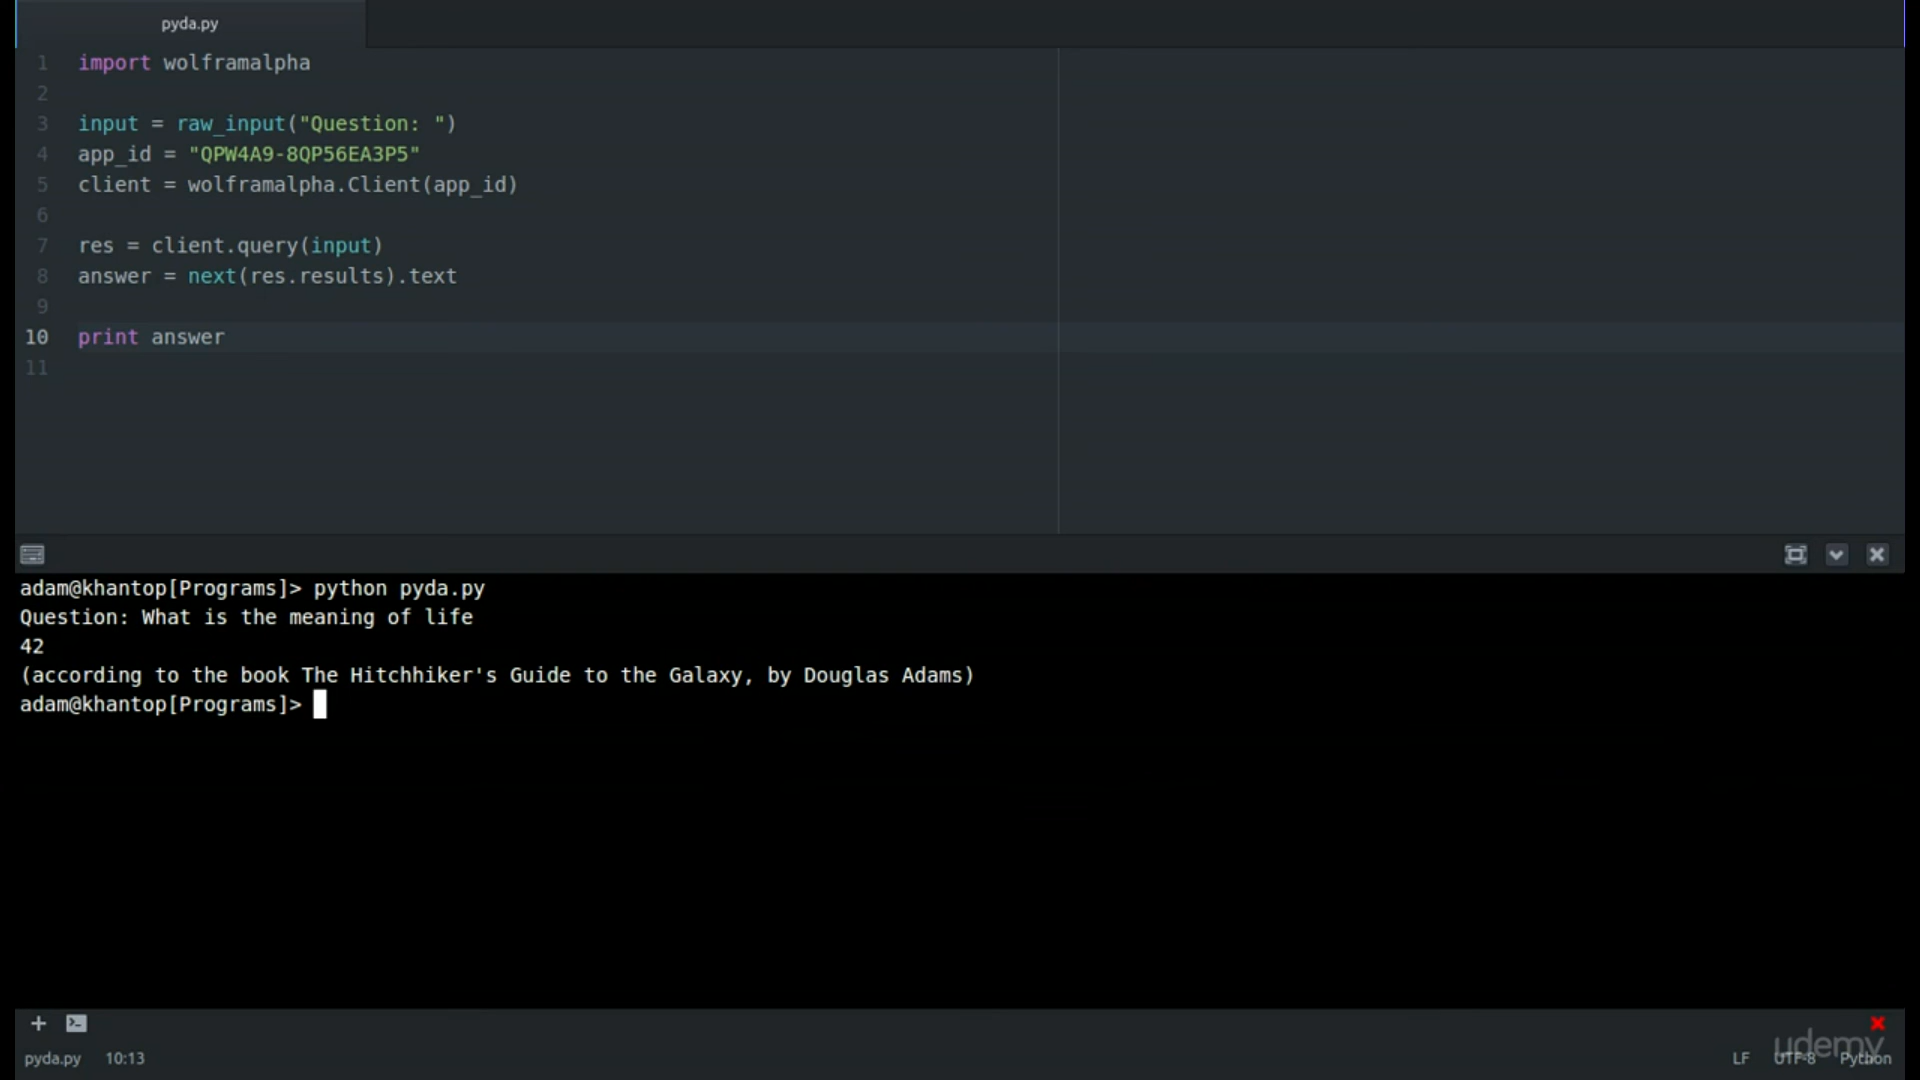 pyda.py
1 import wolframalpha
2
3 input = raw_input("Question: ")
4 app_id = "QPW4A9-8QP56EA3P5"
5 client = wolframalpha.Client(app_id)
6
7 res = client.query(input)
8 answer = next(res.results).text
9
10 print answer
11
adam@khantop[Programs]> python pyda.py
Question: What is the meaning of life
42
(according to the book The Hitchhiker's Guide to the Galaxy, by Douglas Adams)
adam@khantop[Programs]>
udemy
pyda.py 10:13 LF UTF-8 Python